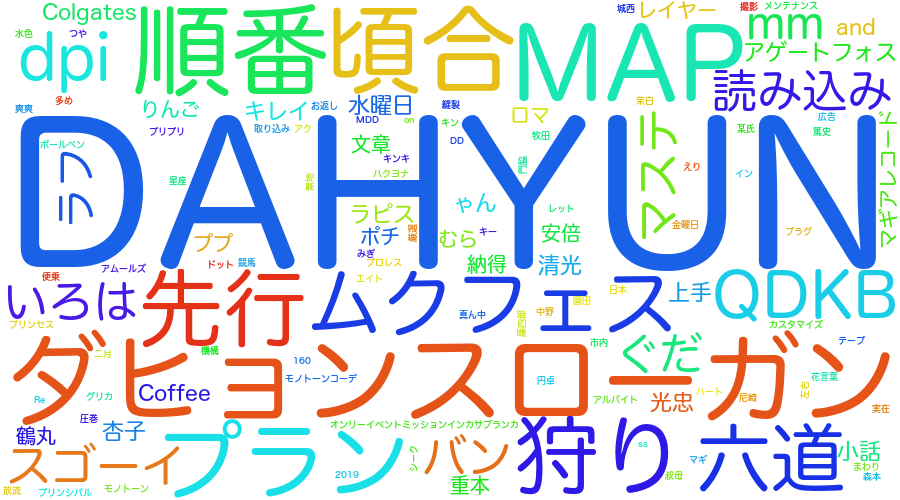 Colgates
水色
つや
dpi
多め
爽爽
順番
頃合
MAP
城西
レイヤー
撮影
メンテナンス
mm
and
アゲートフォス
読み込み
りんご
キレイ
お返し
水曜日
縫製
ロマ
茉白
広告
プリプリ
取り込み
アク
MDD
on
キン
DD
牧田
某氏
篤史
マギアレコード
ボールペン
ララ
DAHYUN
文章
キンキ
ハクヨナ
星座
マステ
えり
イン
ラピス
ゃん
レット
ププ
ポチ
むら
キー
安倍
金曜日
プラグ
みぎ
プロレス
ドット
競馬
エイト
納得
清光
便乗
アムールズ
いろは
先行
ムクフェス
日本
上手
QDKB
プリンセス
真ん中
中野
園田
カスタマイズ
ダヒョンスローガン
機構
160
モノトーンコーデ
市内
ぐだ
テープ
花言葉
円卓
Coffee
Re
グリカ
圧巻
アルバイト
光忠
ハート
尼崎
左右
実在
鶴丸
杏子
オンリーイベントミッションインカサブランカ
プラン
狩り
六道
小話
まわり
森本
スゴーイ
シーク
バン
ss
マギ
叔母
2019
重本
放流
プリンシパル
モノトーン